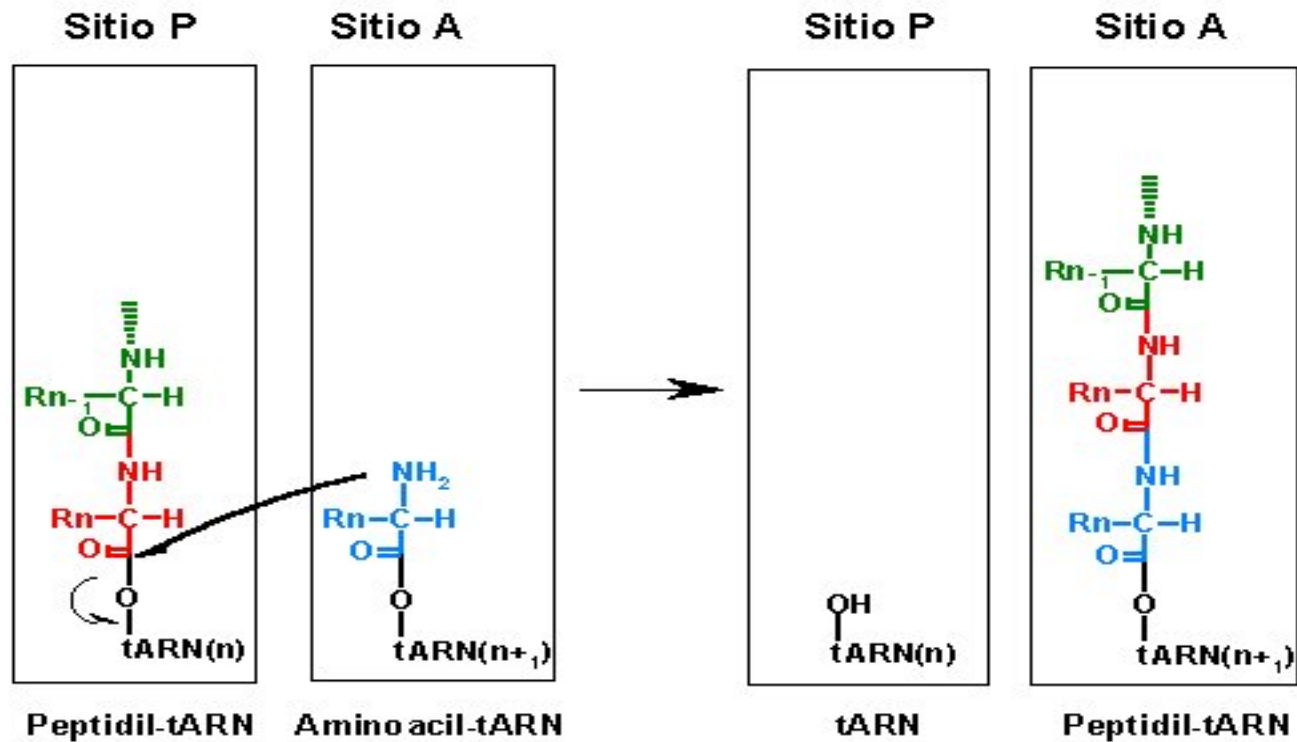 Sitio P Sitio A Sitio P Sitio A
NH
Rn-1 C H
O
NH
Rn C H
O
O
tARN(n)
NH2
Rn C H
O
O
tARN(n+1)
OH
tARN(n)
NH
Rn-1 C H
O
NH
Rn C H
O
NH
Rn C H
O
O
tARN(n+1)
Peptidil-tARN Aminoacil-tARN tARN Peptidil-tARN